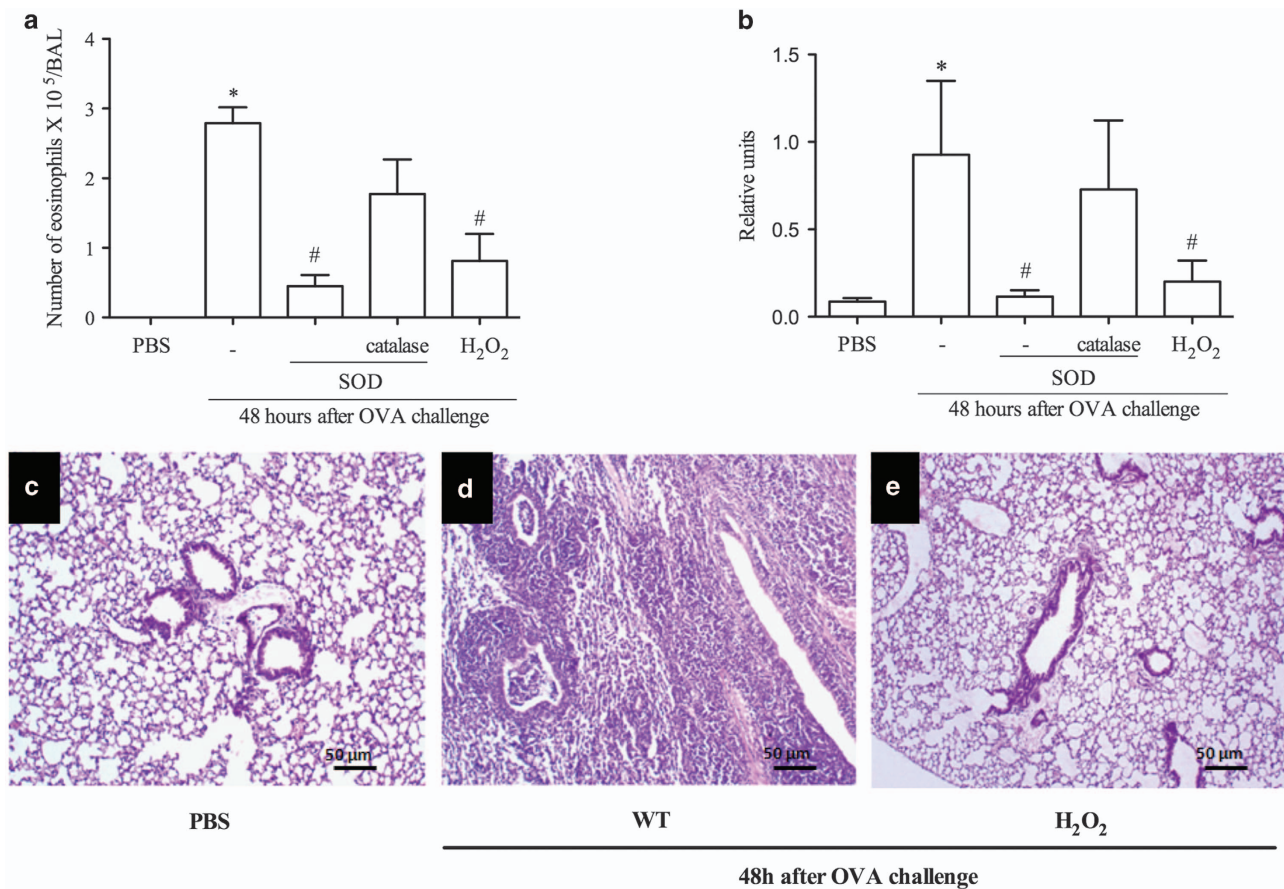 a
Number of eosinophils X 10 5/BAL
4
3
2
1
0
*
#
#
PBS
-
catalase
H2O2
SOD
48 hours after OVA challenge
b
Relative units
1.5
1.0
0.5
0.0
*
#
#
PBS
-
-
catalase
H2O2
SOD
48 hours after OVA challenge
c
50 µm
d
50 µm
e
50 µm
PBS
WT
H2O2
48h after OVA challenge